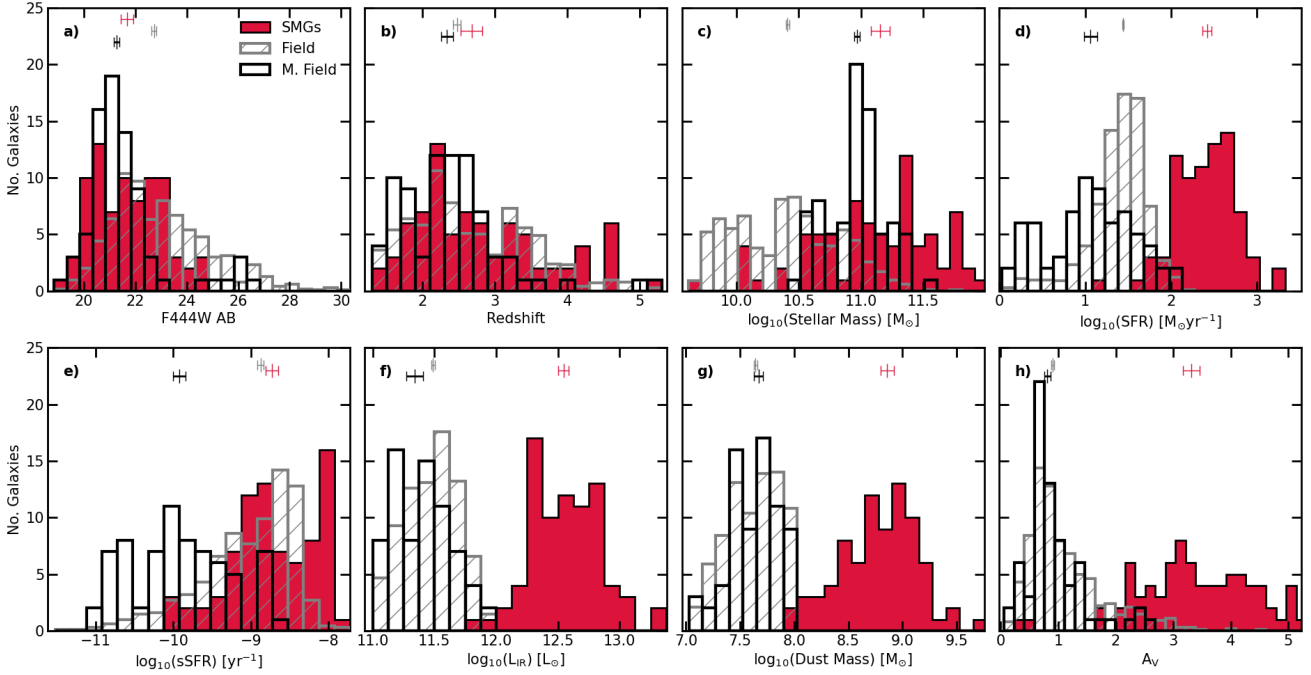 25
20
15
10
5
0
No. Galaxies
a)
SMGs
Field
M. Field
20 22 24 26 28 30
F444W AB
b)
2 3 4 5
Redshift
c)
10.0 10.5 11.0 11.5
log₁₀(Stellar Mass) [M☉]
d)
0 1 2 3
log₁₀(SFR) [M☉yr⁻¹]
25
20
15
10
5
0
No. Galaxies
e)
−11 −10 −9 −8
log₁₀(sSFR) [yr⁻¹]
f)
11.0 11.5 12.0 12.5 13.0
log₁₀(L_IR) [L☉]
g)
7.0 7.5 8.0 8.5 9.0 9.5
log₁₀(Dust Mass) [M☉]
h)
0 1 2 3 4 5
A_V